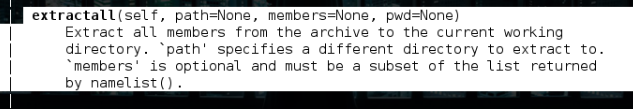 extractall(self, path=None, members=None, pwd=None)
Extract all members from the archive to the current working
directory. `path' specifies a different directory to extract to.
`members' is optional and must be a subset of the list returned
by namelist().